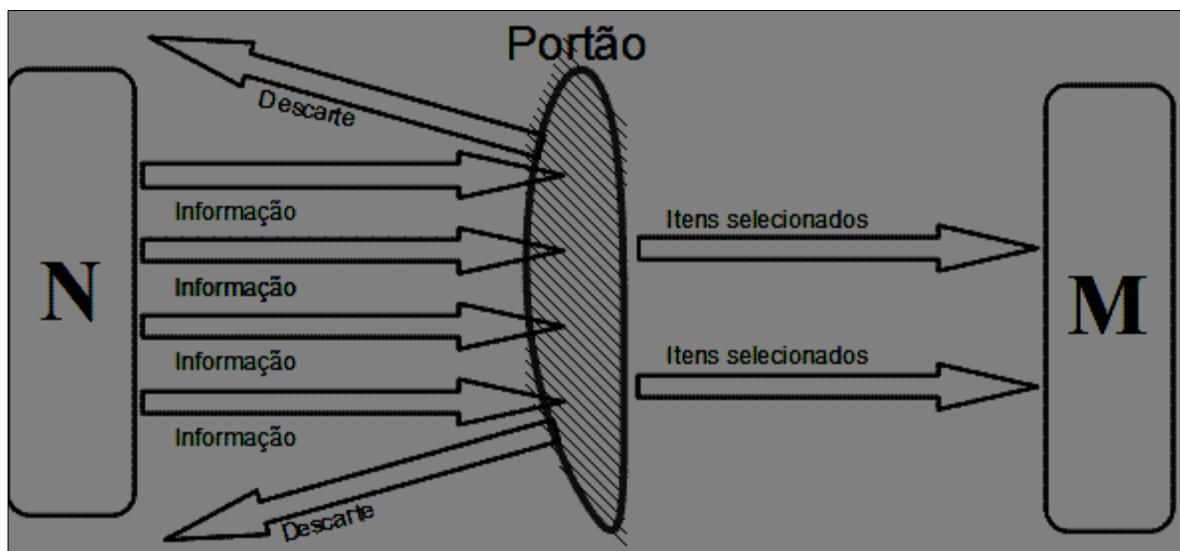 Portão
Descarte
Informação
Itens selecionados
Informação
N
M
Informação
Itens selecionados
Informação
Descarte